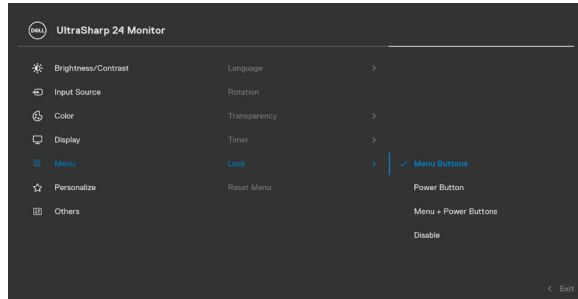 DELL UltraSharp 24 Monitor
Brightness/Contrast
Input Source
Color
Display
Menu
Personalize
Others
Language
Rotation
Transparency
Timer
Lock
Reset Menu
Menu Buttons
Power Button
Menu + Power Buttons
Disable
Exit